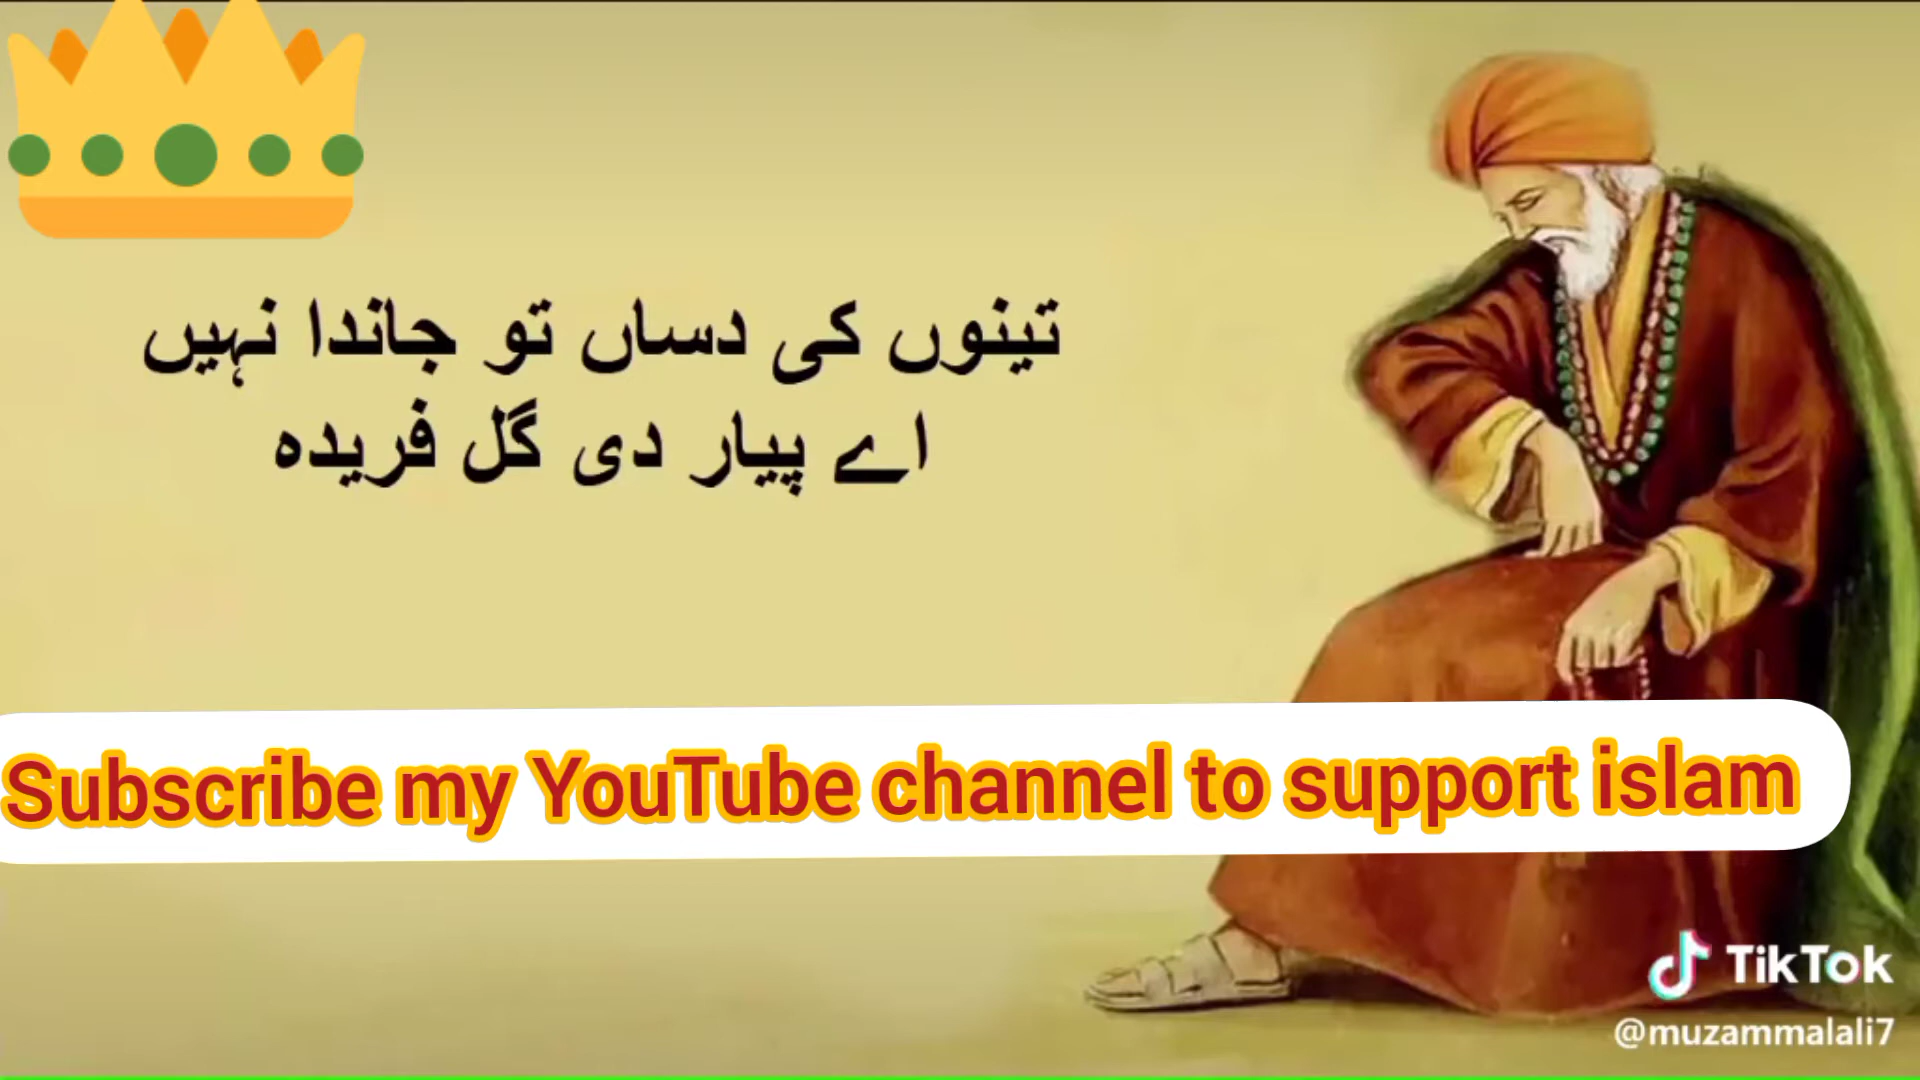 تینوں کی دساں تو جاندا نہیں
اے پیار دی گل فریدہ
Subscribe my YouTube channel to support islam
TikTok
@muzammalali7